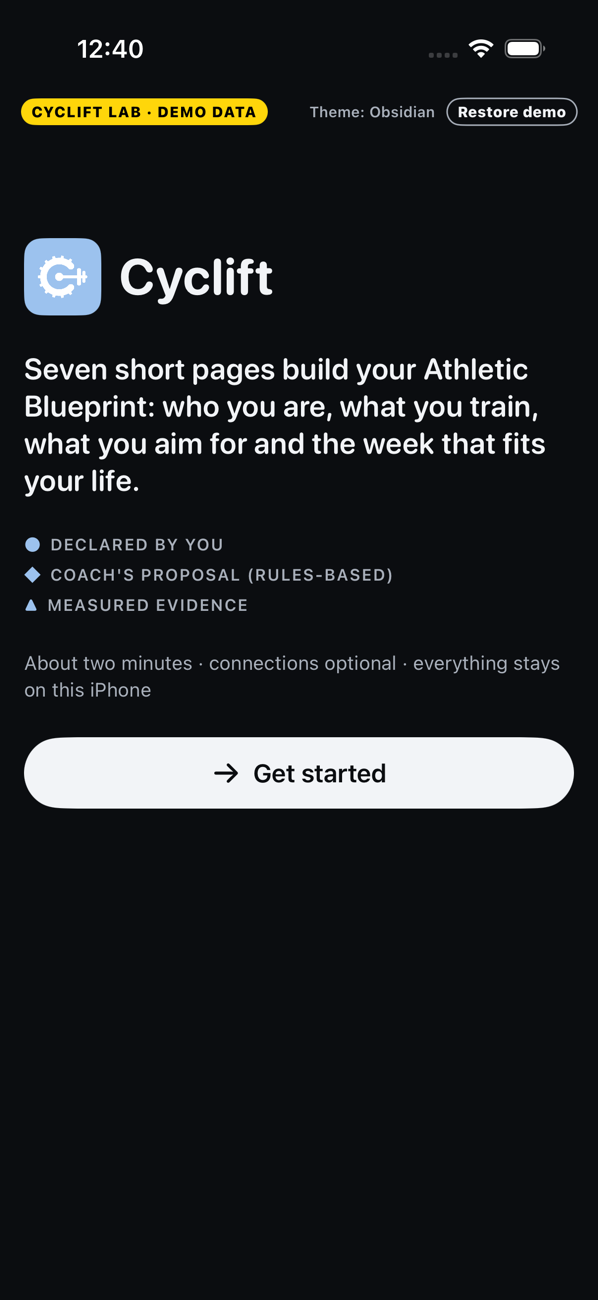 12:40
CYCLIFT LAB · DEMO DATA
Theme: Obsidian
Restore demo
Cyclift
Seven short pages build your Athletic
Blueprint: who you are, what you train,
what you aim for and the week that fits
your life.
DECLARED BY YOU
COACH'S PROPOSAL (RULES-BASED)
MEASURED EVIDENCE
About two minutes · connections optional · everything stays
on this iPhone
Get started